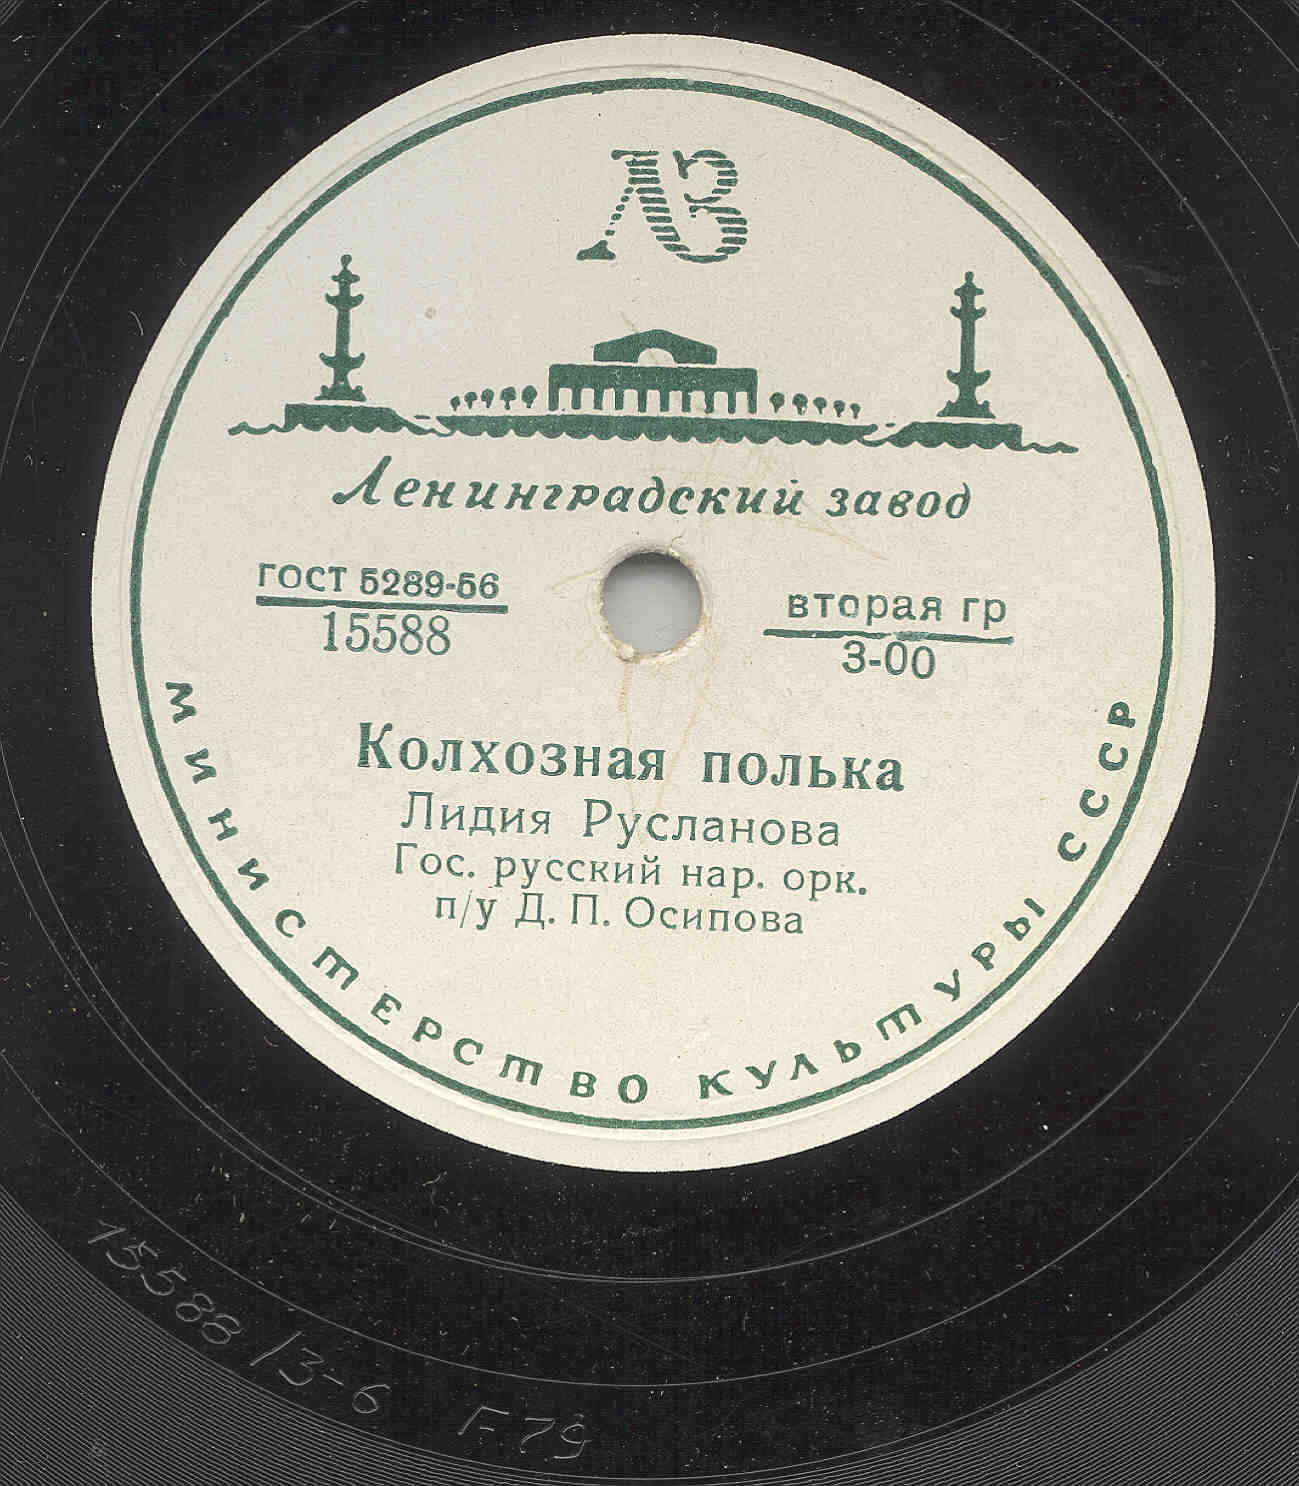 ЛЗ
Ленинградский завод
ГОСТ 5289-56
15588
вторая гр
3-00
Колхозная полька
Лидия Русланова
Гос. русский нар. орк.
п/у Д. П. Осипова
МИНИСТЕРСТВО КУЛЬТУРЫ СССР
15588/3-6 Г-79